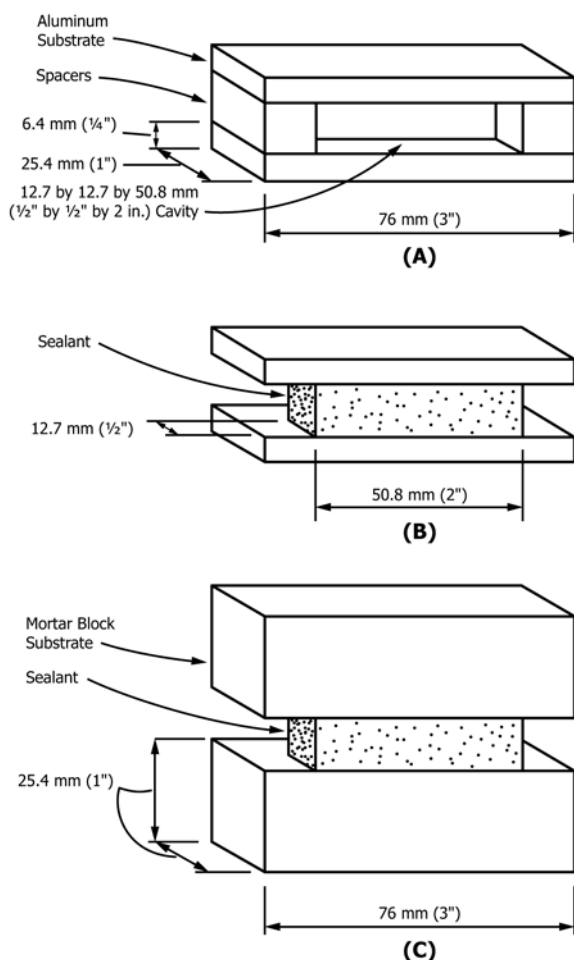 Aluminum
Substrate
Spacers
6.4 mm (¼")
25.4 mm (1")
12.7 by 12.7 by 50.8 mm
(½" by ½" by 2 in.) Cavity
76 mm (3")
(A)
Sealant
12.7 mm (½")
50.8 mm (2")
(B)
Mortar Block
Substrate
Sealant
25.4 mm (1")
76 mm (3")
(C)